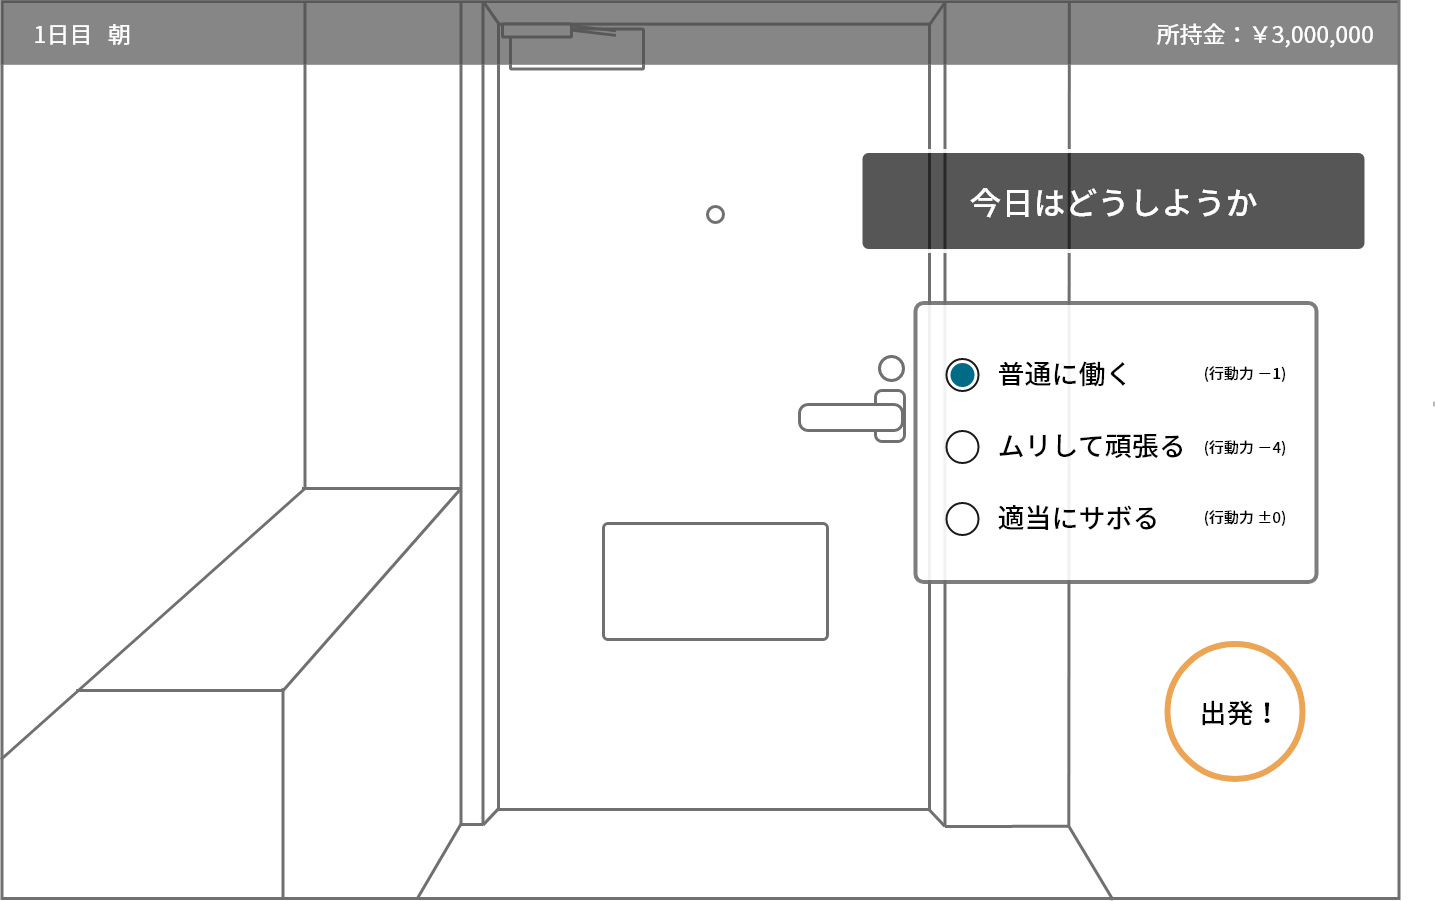 1日目 朝
所持金：￥3,000,000
今日はどうしようか
普通に働く (行動力 －1)
ムリして頑張る (行動力 －4)
適当にサボる (行動力 ±0)
出発！